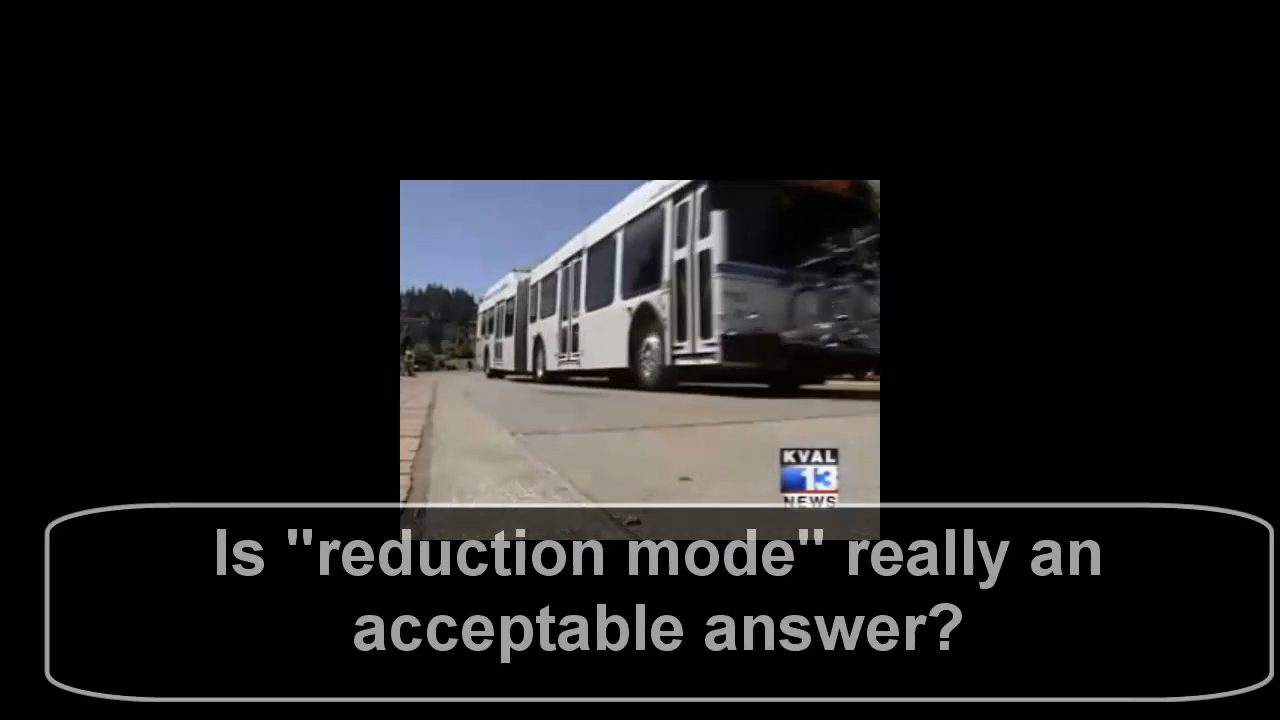 KVAL
13
NEWS
Is "reduction mode" really an
acceptable answer?